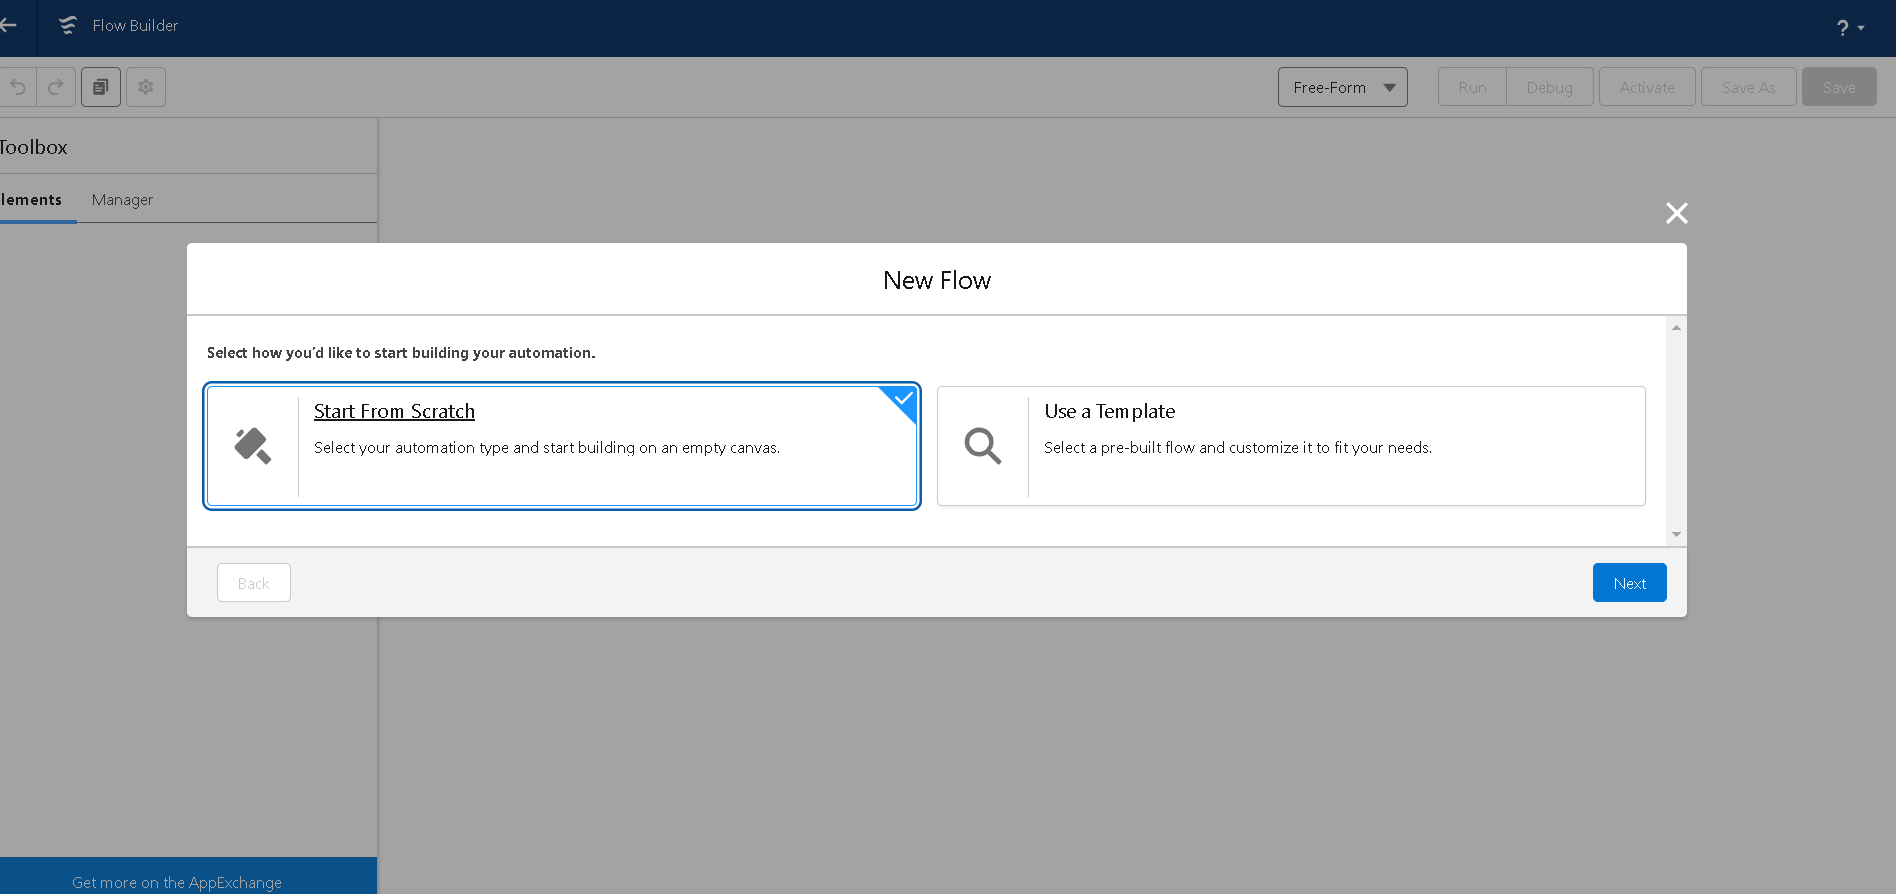 Flow Builder
?
Free-Form
Run
Debug
Activate
Save As
Save
Toolbox
lements
Manager
New Flow
Select how you'd like to start building your automation.
Start From Scratch
Select your automation type and start building on an empty canvas.
Use a Template
Select a pre-built flow and customize it to fit your needs.
Back
Next
Get more on the AppExchange